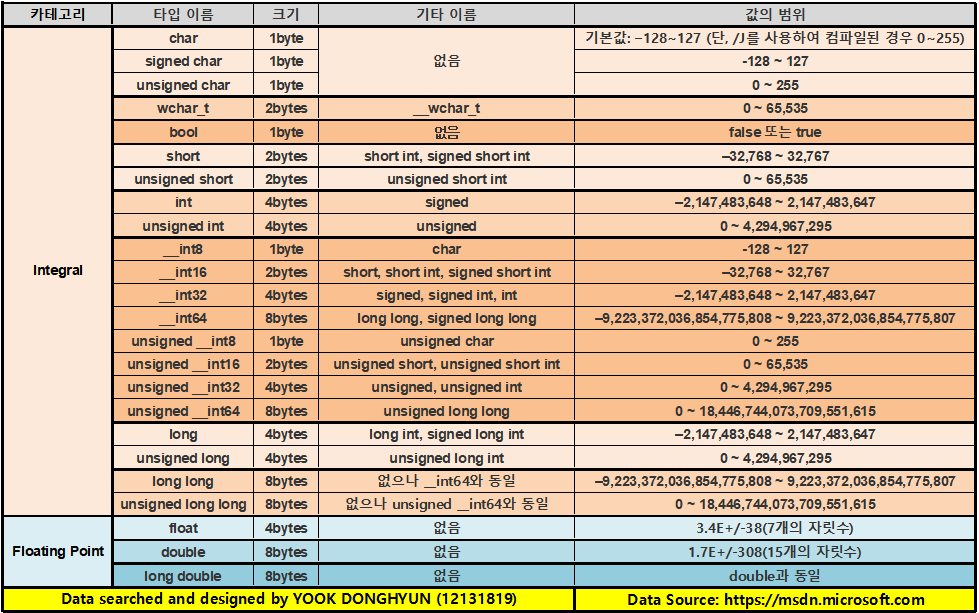 카테고리 타입 이름 크기 기타 이름 값의 범위
char 1byte 없음 기본값: –128~127 (단, /J를 사용하여 컴파일된 경우 0~255)
signed char 1byte -128 ~ 127
unsigned char 1byte 0 ~ 255
wchar_t 2bytes __wchar_t 0 ~ 65,535
bool 1byte 없음 false 또는 true
short 2bytes short int, signed short int –32,768 ~ 32,767
unsigned short 2bytes unsigned short int 0 ~ 65,535
int 4bytes signed –2,147,483,648 ~ 2,147,483,647
unsigned int 4bytes unsigned 0 ~ 4,294,967,295
Integral
__int8 1byte char -128 ~ 127
__int16 2bytes short, short int, signed short int –32,768 ~ 32,767
__int32 4bytes signed, signed int, int –2,147,483,648 ~ 2,147,483,647
__int64 8bytes long long, signed long long –9,223,372,036,854,775,808 ~ 9,223,372,036,854,775,807
unsigned __int8 1byte unsigned char 0 ~ 255
unsigned __int16 2bytes unsigned short, unsigned short int 0 ~ 65,535
unsigned __int32 4bytes unsigned, unsigned int 0 ~ 4,294,967,295
unsigned __int64 8bytes unsigned long long 0 ~ 18,446,744,073,709,551,615
long 4bytes long int, signed long int –2,147,483,648 ~ 2,147,483,647
unsigned long 4bytes unsigned long int 0 ~ 4,294,967,295
long long 8bytes 없으나 __int64와 동일 –9,223,372,036,854,775,808 ~ 9,223,372,036,854,775,807
unsigned long long 8bytes 없으나 unsigned __int64와 동일 0 ~ 18,446,744,073,709,551,615
Floating Point
float 4bytes 없음 3.4E+/-38(7개의 자릿수)
double 8bytes 없음 1.7E+/-308(15개의 자릿수)
long double 8bytes 없음 double과 동일
Data searched and designed by YOOK DONGHYUN (12131819) Data Source: https://msdn.microsoft.com